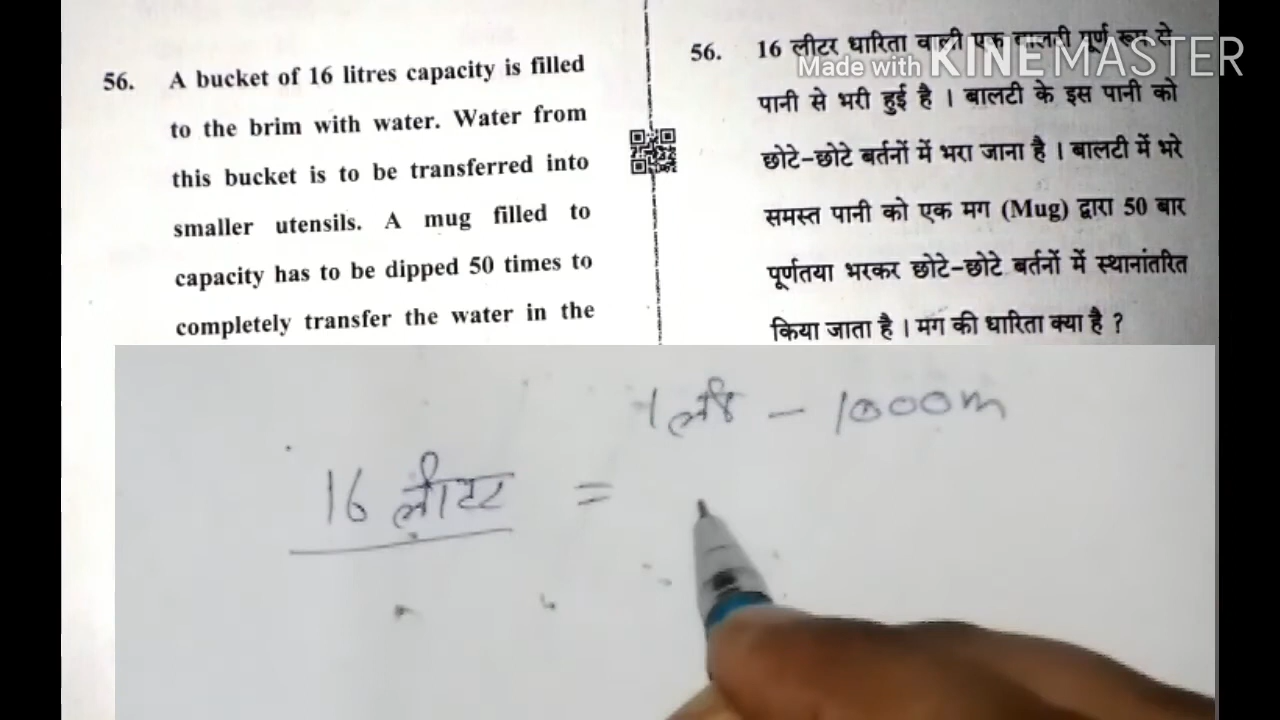 56. A bucket of 16 litres capacity is filled
to the brim with water. Water from
this bucket is to be transferred into
smaller utensils. A mug filled to
capacity has to be dipped 50 times to
completely transfer the water in the
56. 16 लीटर धारिता वाली एक बालटी पूर्ण रूप से
Made with KINEMASTER
पानी से भरी हुई है । बालटी के इस पानी को
छोटे-छोटे बर्तनों में भरा जाना है । बालटी में भरे
समस्त पानी को एक मग (Mug) द्वारा 50 बार
पूर्णतया भरकर छोटे-छोटे बर्तनों में स्थानांतरित
किया जाता है । मग की धारिता क्या है ?
1 ली॰ – 1000m
16 लीटर =